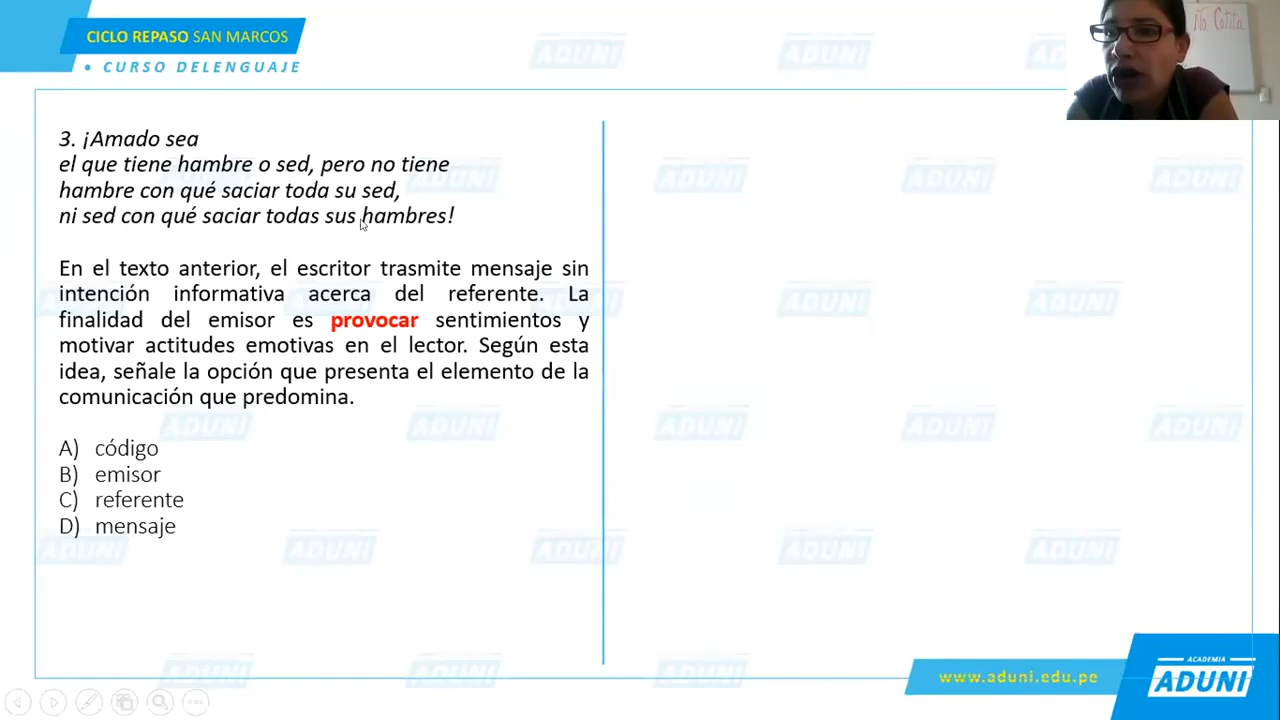 CICLO REPASO SAN MARCOS
• CURSO DELENGUAJE
No Cotita
3. ¡Amado sea
el que tiene hambre o sed, pero no tiene
hambre con qué saciar toda su sed,
ni sed con qué saciar todas sus hambres!
En el texto anterior, el escritor trasmite mensaje sin
intención informativa acerca del referente. La
finalidad del emisor es provocar sentimientos y
motivar actitudes emotivas en el lector. Según esta
idea, señale la opción que presenta el elemento de la
comunicación que predomina.
A) código
B) emisor
C) referente
D) mensaje
www.aduni.edu.pe
ACADEMIA
ADUNI